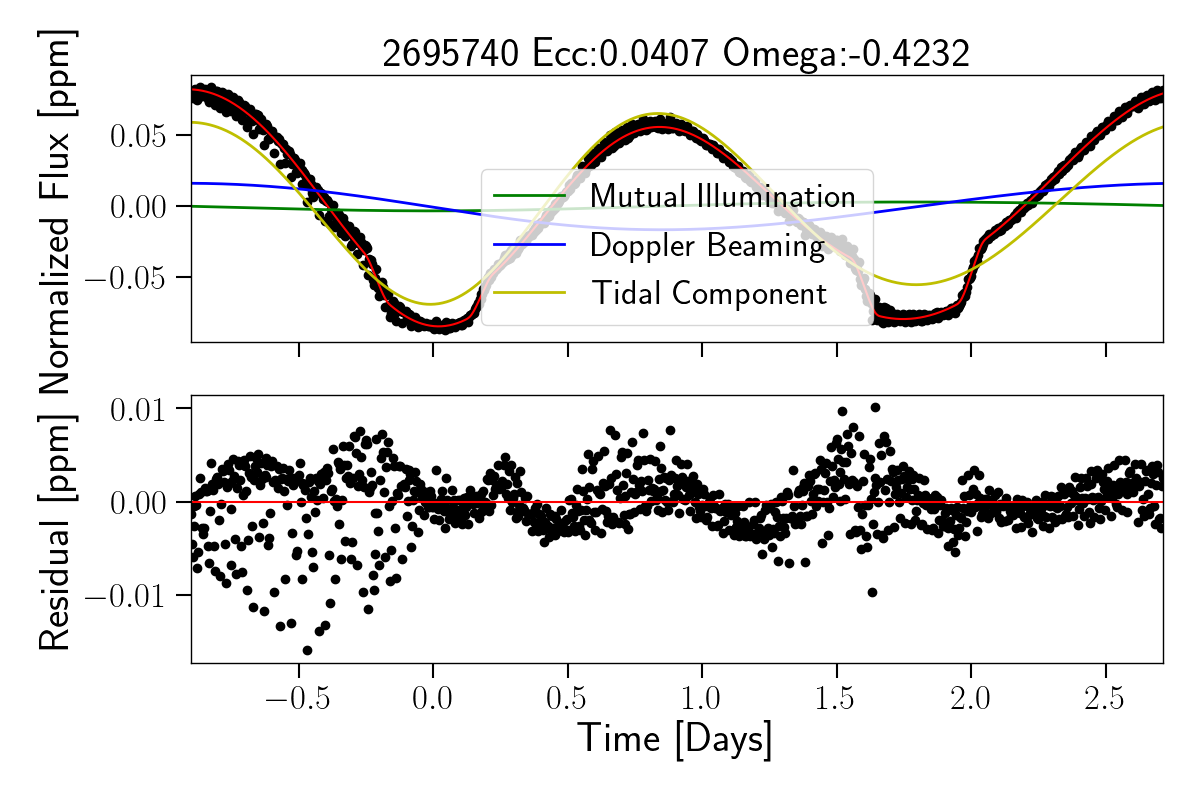 2695740 Ecc:0.0407 Omega:-0.4232
Normalized Flux [ppm]
0.05
0.00
−0.05
Mutual Illumination
Doppler Beaming
Tidal Component
Residual [ppm]
0.01
0.00
−0.01
−0.5 0.0 0.5 1.0 1.5 2.0 2.5
Time [Days]